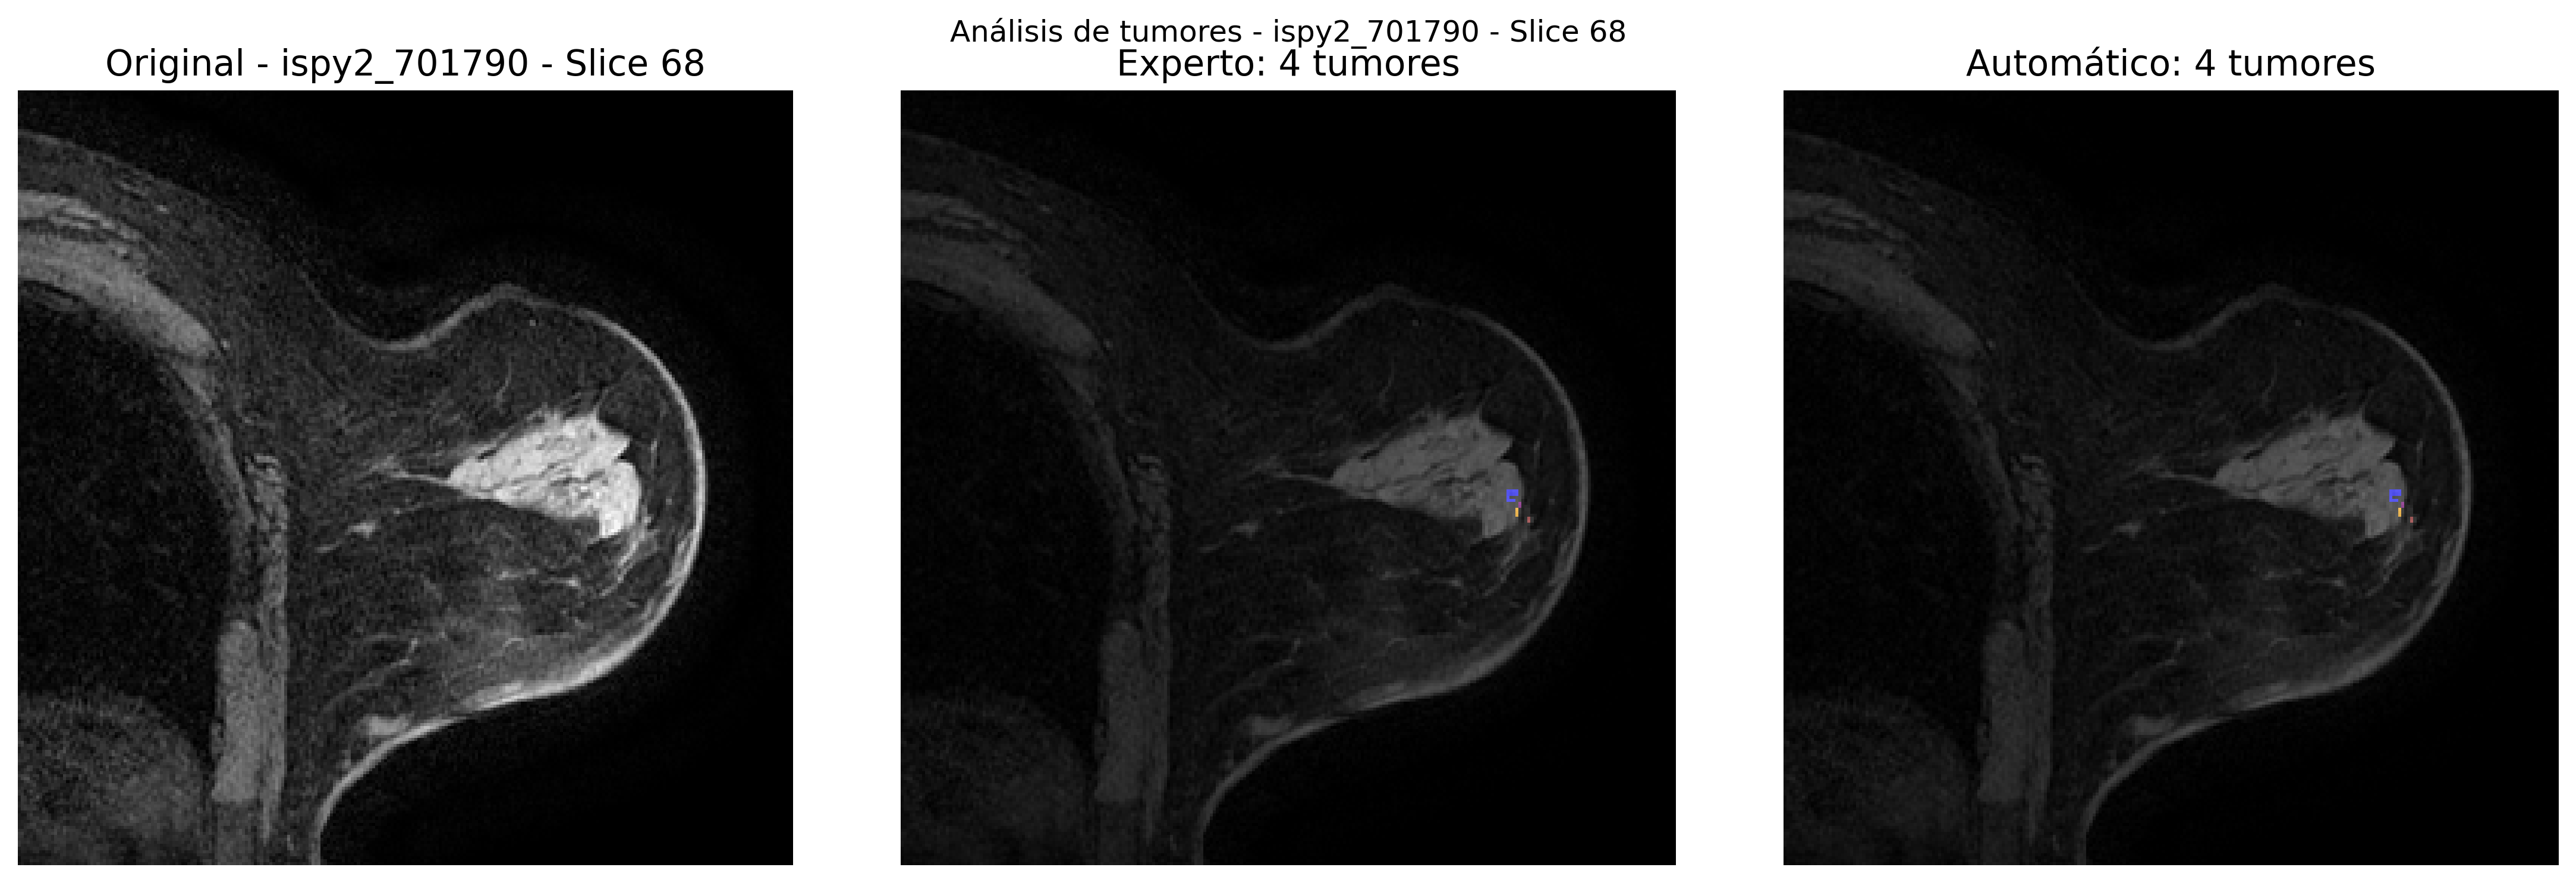 Análisis de tumores - ispy2_701790 - Slice 68
Original - ispy2_701790 - Slice 68
Experto: 4 tumores
Automático: 4 tumores